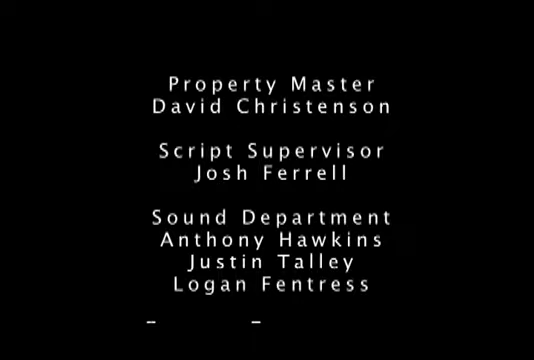 Property Master
David Christenson
Script Supervisor
Josh Ferrell
Sound Department
Anthony Hawkins
Justin Talley
Logan Fentress